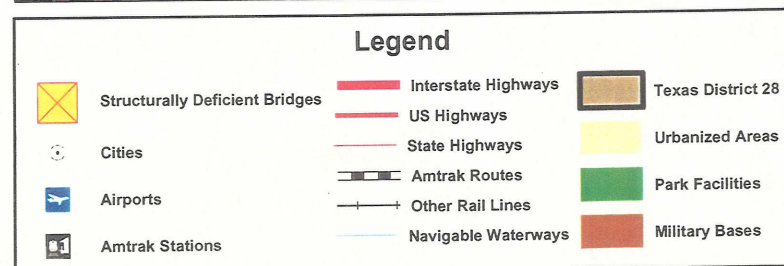 Legend
Structurally Deficient Bridges
Cities
Airports
Amtrak Stations
Interstate Highways
US Highways
State Highways
Amtrak Routes
Other Rail Lines
Navigable Waterways
Texas District 28
Urbanized Areas
Park Facilities
Military Bases